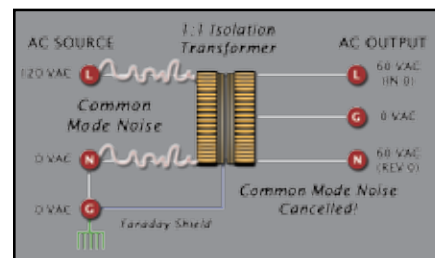 1:1 Isolation
Transformer
AC SOURCE
AC OUTPUT
120 VAC
L
Common
Mode Noise
L
60 VAC
(IN 0)
G
0 VAC
0 VAC
N
N
60 VAC
(REV 0)
Common Mode Noise
Cancelled!
0 VAC
G
Faraday Shield